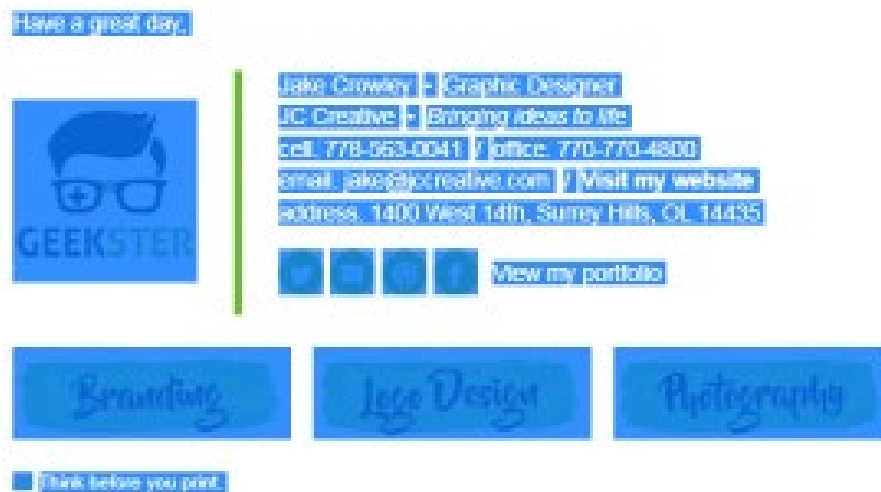 Have a great day,
Jake Crowley • Graphic Designer
JC Creative • Bringing ideas to life
cell. 778-953-0041 / office. 770-770-4800
email. jake@jccreative.com / Visit my website
address. 1400 West 14th, Surrey Hills, OL 14435
GEEKSTER
View my portfolio
Branding Logo Design Photography
Think before you print.